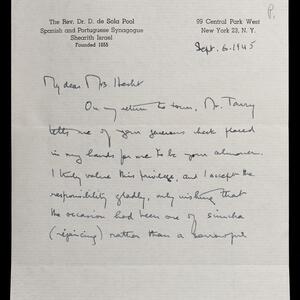 The Rev. Dr. D. de Sola Pool
Spanish and Portuguese Synagogue
Shearith Israel
Founded 1655
99 Central Park West
New York 23, N. Y.
P.
Sept. 6. 1945
My dear Mrs. Hecht
On my return to town, Mr. Tarry
tells me of your generous check placed
in my hands for me to be your almoner.
I truly value this privilege, and I accept the
responsibility gladly, only wishing that
the occasion had been one of simcha
(rejoicing) rather than a sorrowful